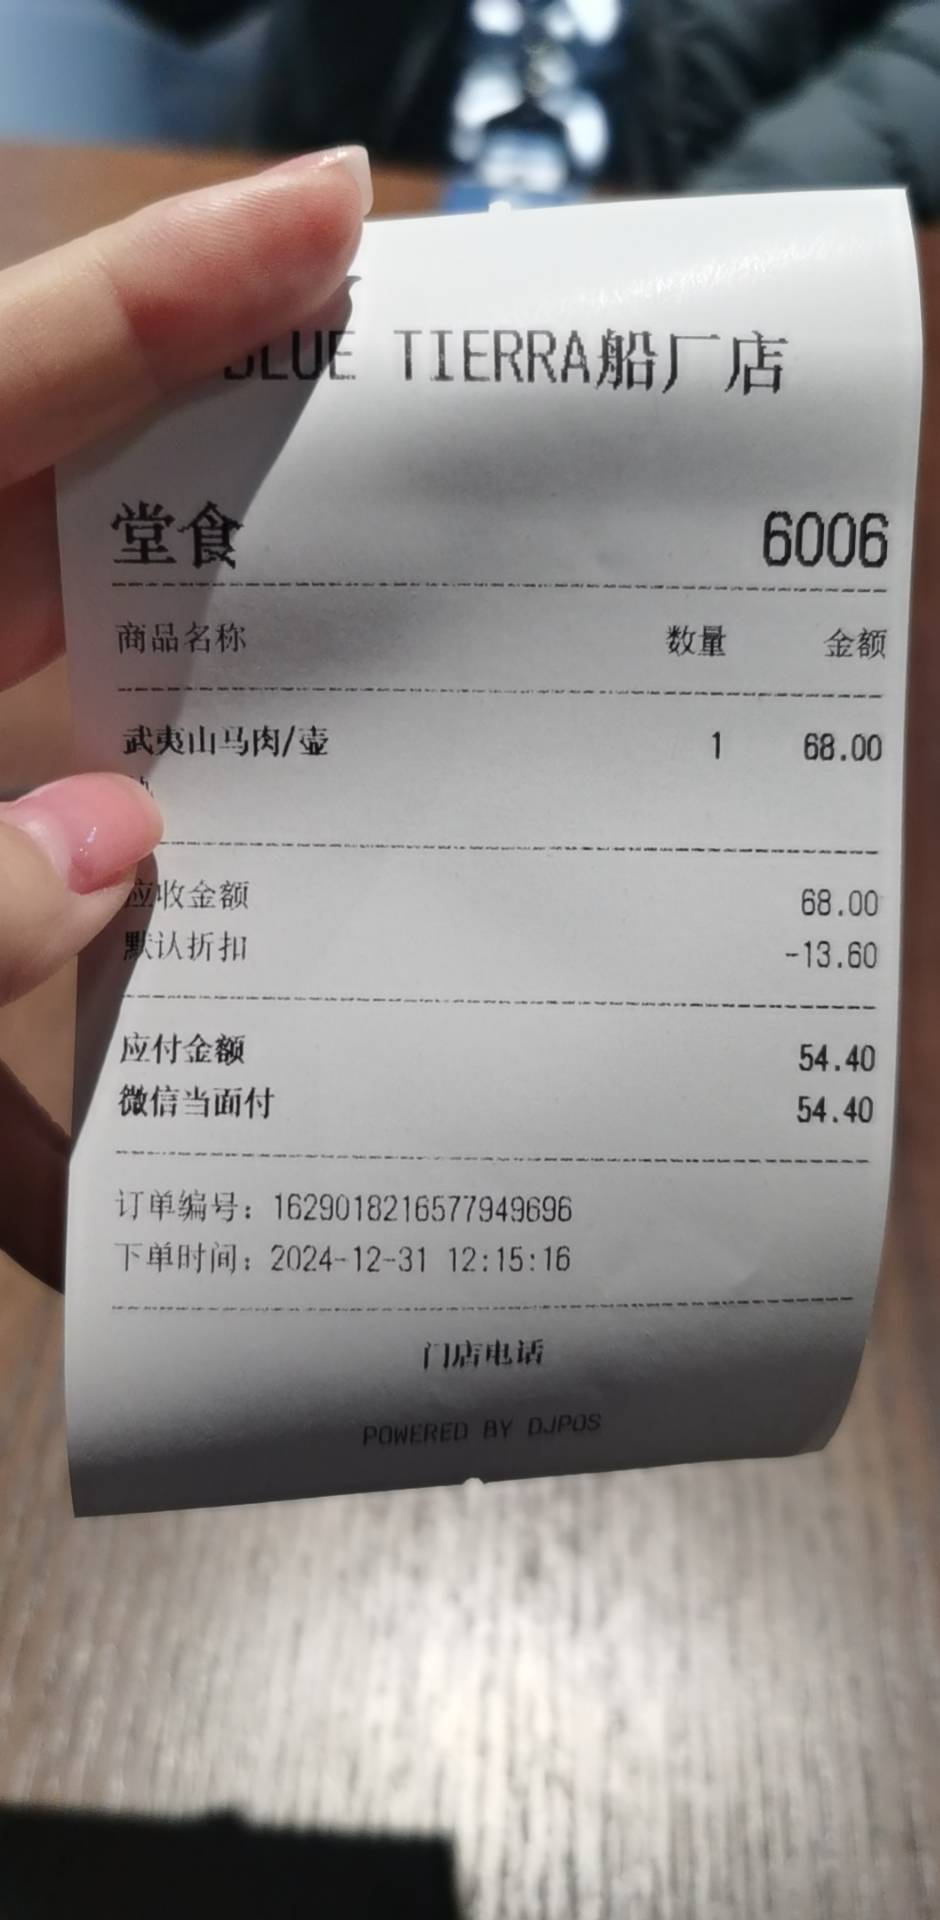 BLUE TIERRA船厂店
堂食 6006
商品名称 数量 金额
武夷山马肉/壶 1 68.00
应收金额 68.00
默认折扣 -13.60
应付金额 54.40
微信当面付 54.40
订单编号：1629018216577949696
下单时间：2024-12-31 12:15:16
门店电话
POWERED BY DJPOS